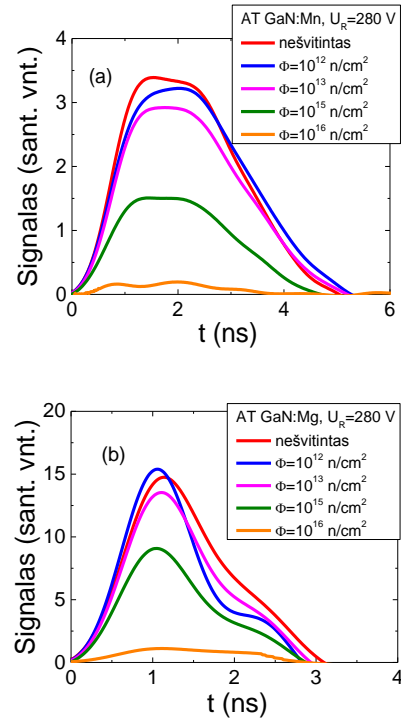 AT GaN:Mn, U_R=280 V
nešvitintas
Φ=10^12 n/cm^2
Φ=10^13 n/cm^2
Φ=10^15 n/cm^2
Φ=10^16 n/cm^2
(a)
Signalas (sant. vnt.)
4
3
2
1
0
0 2 4 6
t (ns)
AT GaN:Mg, U_R=280 V
nešvitintas
Φ=10^12 n/cm^2
Φ=10^13 n/cm^2
Φ=10^15 n/cm^2
Φ=10^16 n/cm^2
(b)
Signalas (sant. vnt.)
20
15
10
5
0
0 1 2 3 4
t (ns)